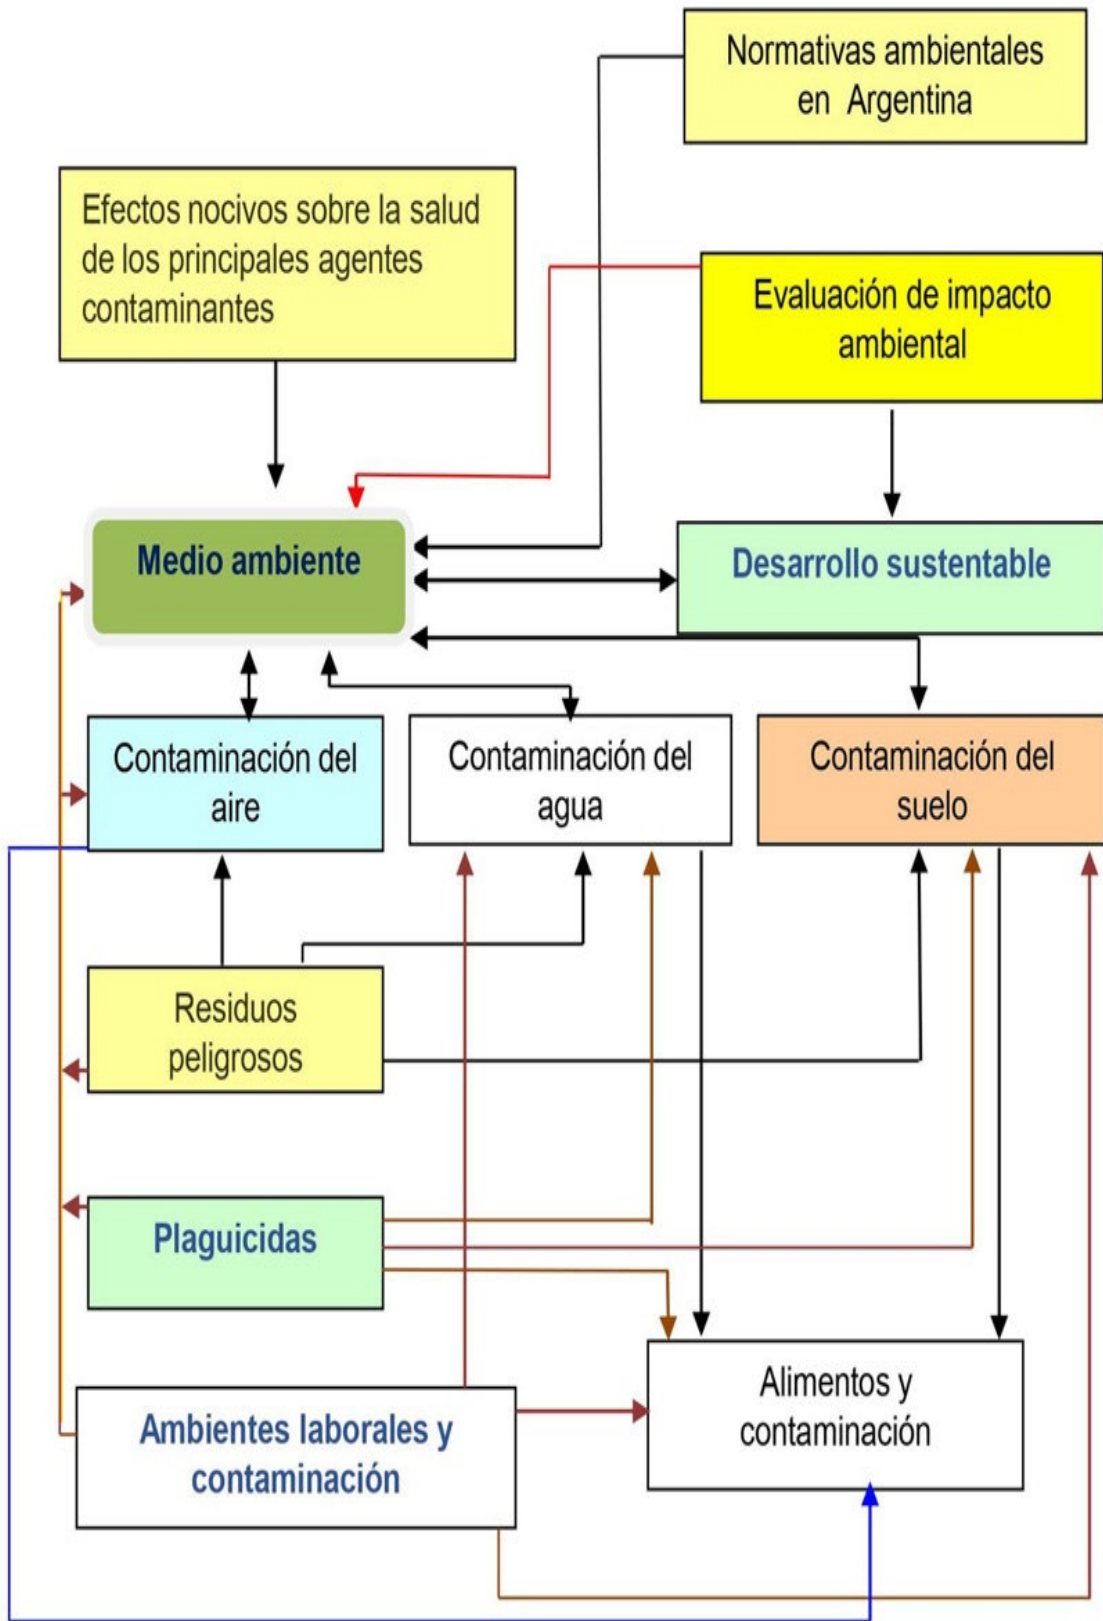 Normativas ambientales
en Argentina
Efectos nocivos sobre la salud
de los principales agentes
contaminantes
Evaluación de impacto
ambiental
Medio ambiente
Desarrollo sustentable
Contaminación del
aire
Contaminación del
agua
Contaminación del
suelo
Residuos
peligrosos
Plaguicidas
Alimentos y
contaminación
Ambientes laborales y
contaminación